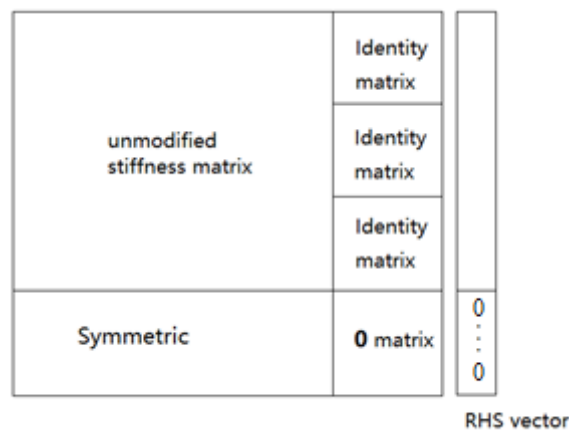 Identity
matrix
unmodified
stiffness matrix
Identity
matrix
Identity
matrix
Symmetric
0 matrix
0
⋮
0
RHS vector